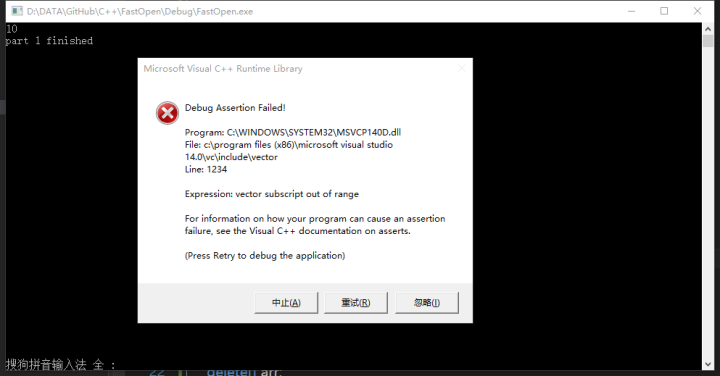 D:\DATA\GitHub\C++\FastOpen\Debug\FastOpen.exe
10
part 1 finished
Microsoft Visual C++ Runtime Library
Debug Assertion Failed!
Program: C:\WINDOWS\SYSTEM32\MSVCP140D.dll
File: c:\program files (x86)\microsoft visual studio
14.0\vc\include\vector
Line: 1234
Expression: vector subscript out of range
For information on how your program can cause an assertion
failure, see the Visual C++ documentation on asserts.
(Press Retry to debug the application)
中止(A) 重试(R) 忽略(I)
搜狗拼音输入法 全 :
22 delete[] arr;